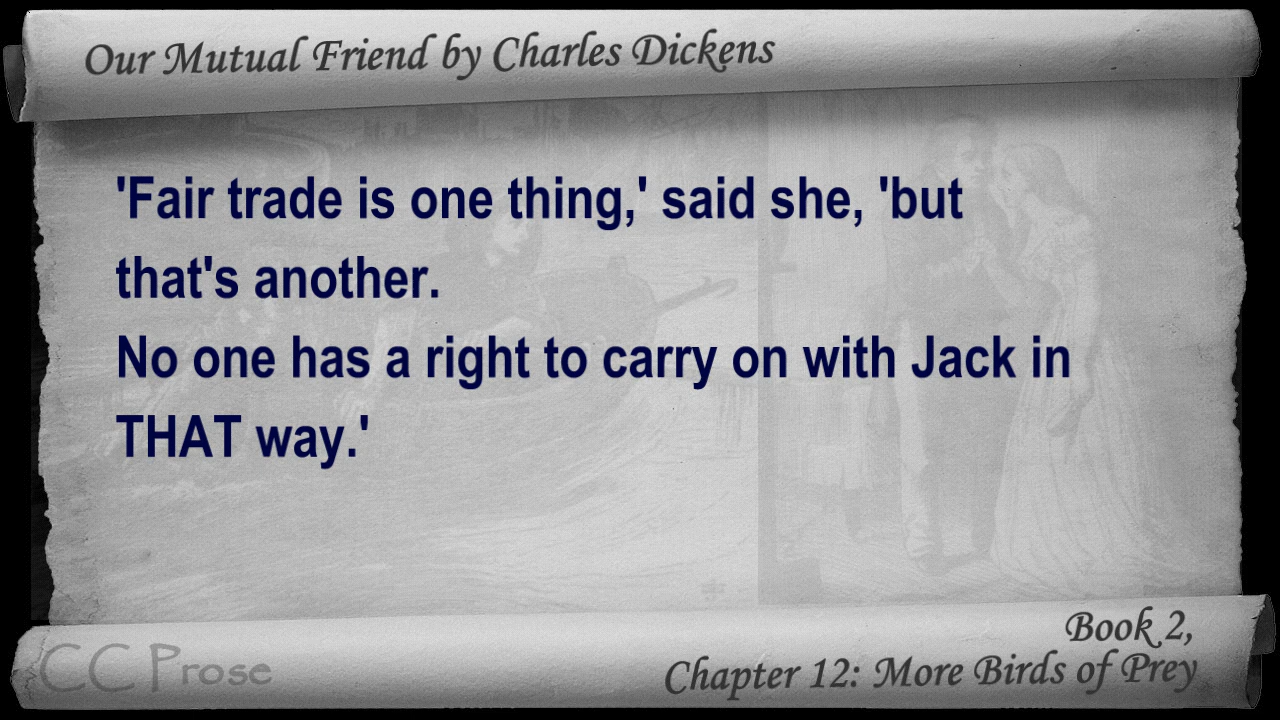 Our Mutual Friend by Charles Dickens
'Fair trade is one thing,' said she, 'but
that's another.
No one has a right to carry on with Jack in
THAT way.'
Book 2,
Chapter 12: More Birds of Prey
CC Prose